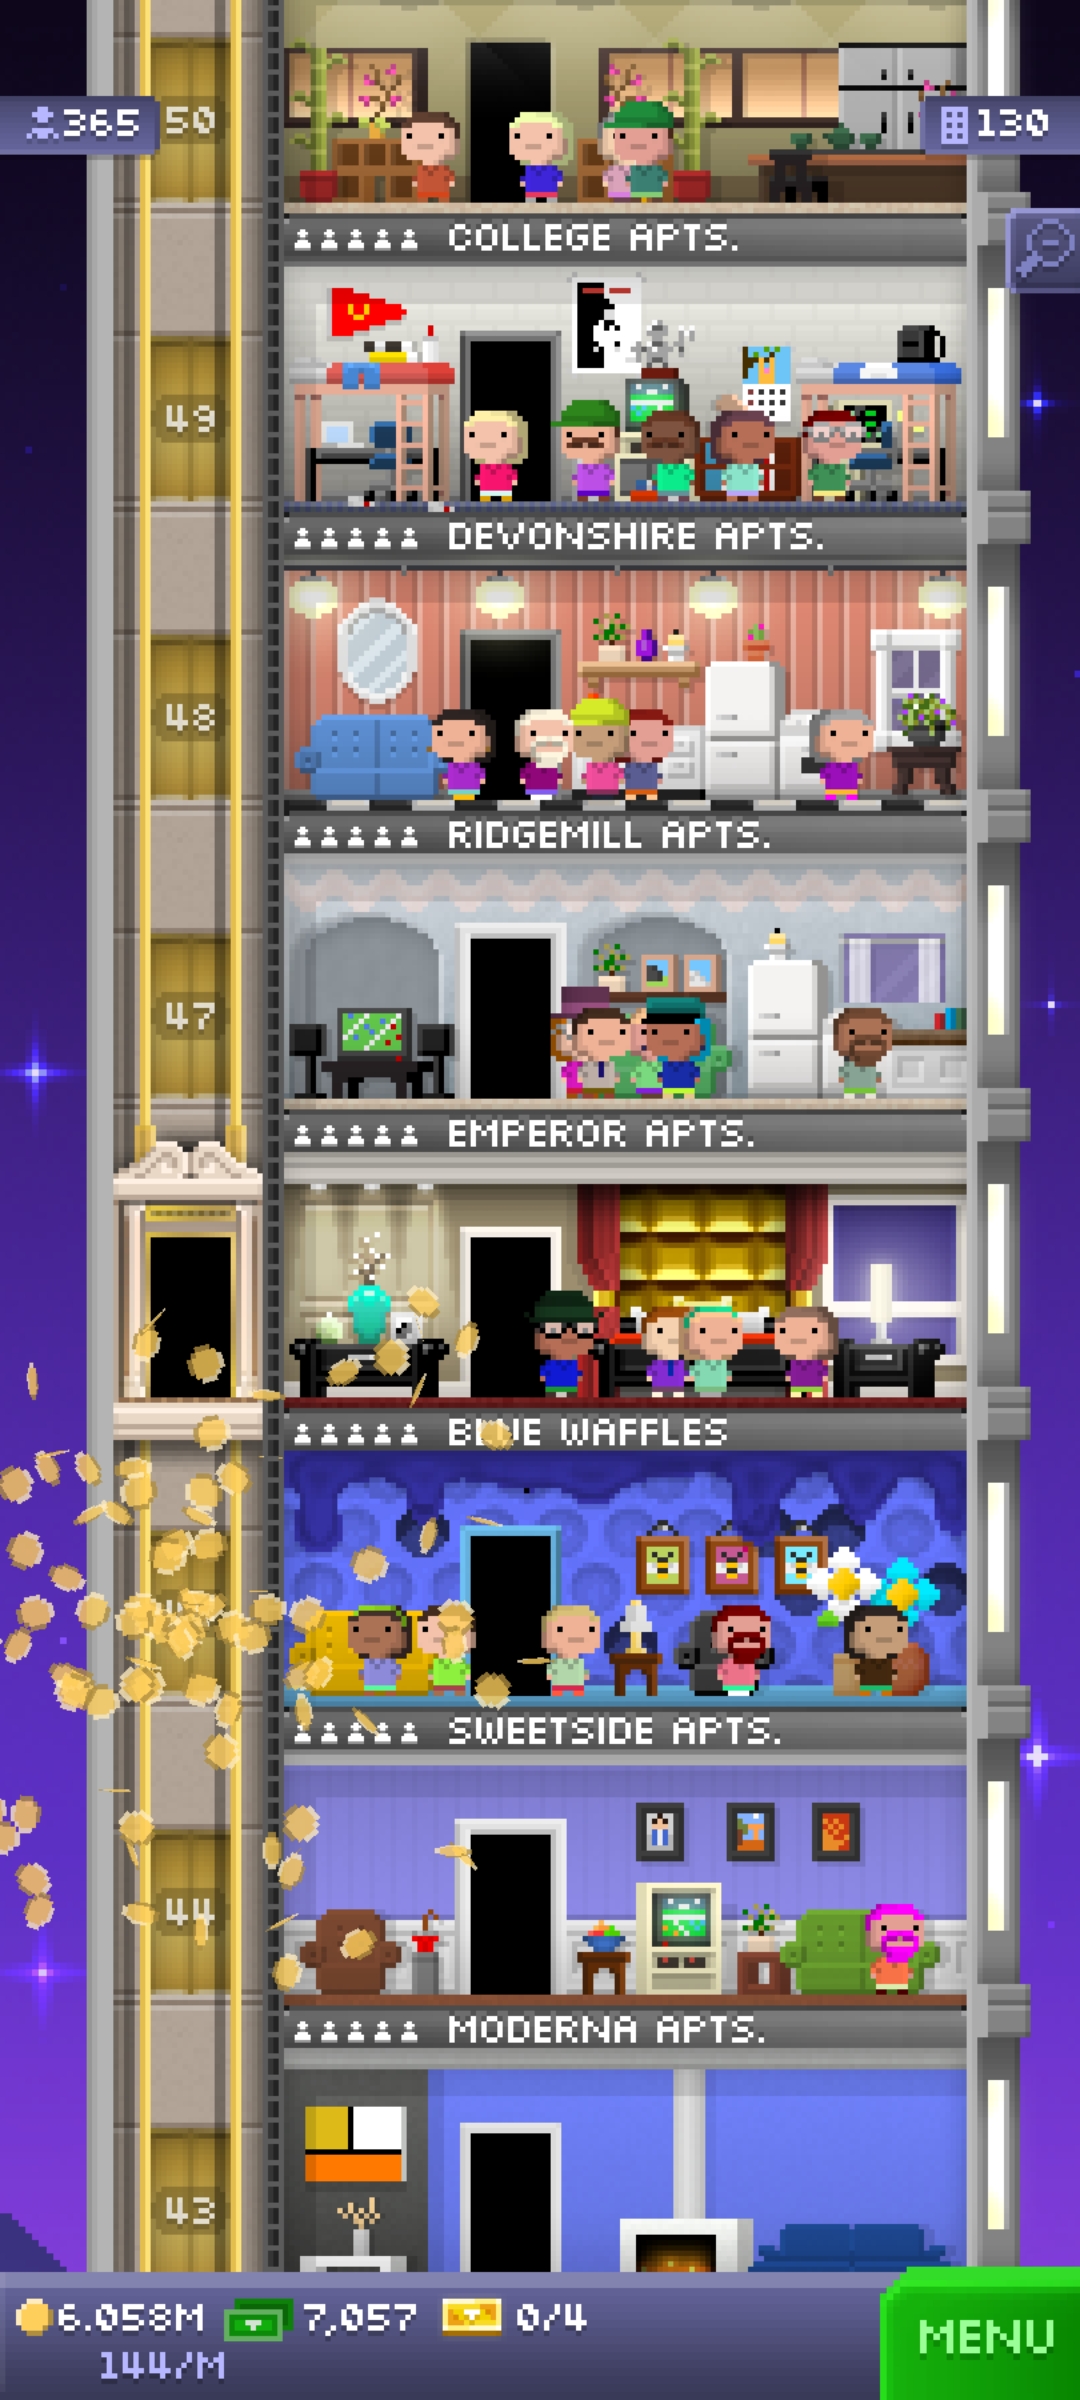 365
50
130
COLLEGE APTS.
49
DEVONSHIRE APTS.
48
RIDGEMILL APTS.
47
EMPEROR APTS.
BLUE WAFFLES
SWEETSIDE APTS.
44
MODERNA APTS.
43
6.058M 7,057 0/4
144/M
MENU